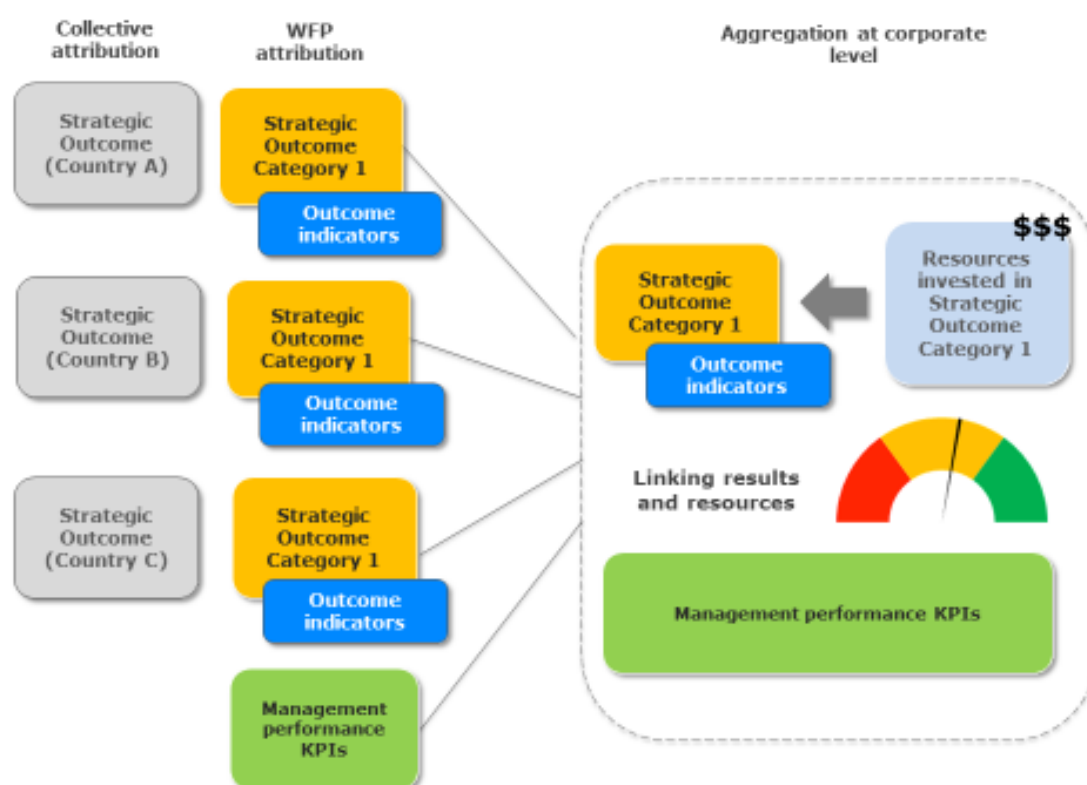 Collective
attribution
WFP
attribution
Aggregation at corporate
level
Strategic
Outcome
(Country A)
Strategic
Outcome
Category 1
Outcome
indicators
Strategic
Outcome
(Country B)
Strategic
Outcome
Category 1
Outcome
indicators
Strategic
Outcome
(Country C)
Strategic
Outcome
Category 1
Outcome
indicators
Management
performance
KPIs
Strategic
Outcome
Category 1
Outcome
indicators
$$$
Resources
invested in
Strategic
Outcome
Category 1
Linking results
and resources
Management performance KPIs